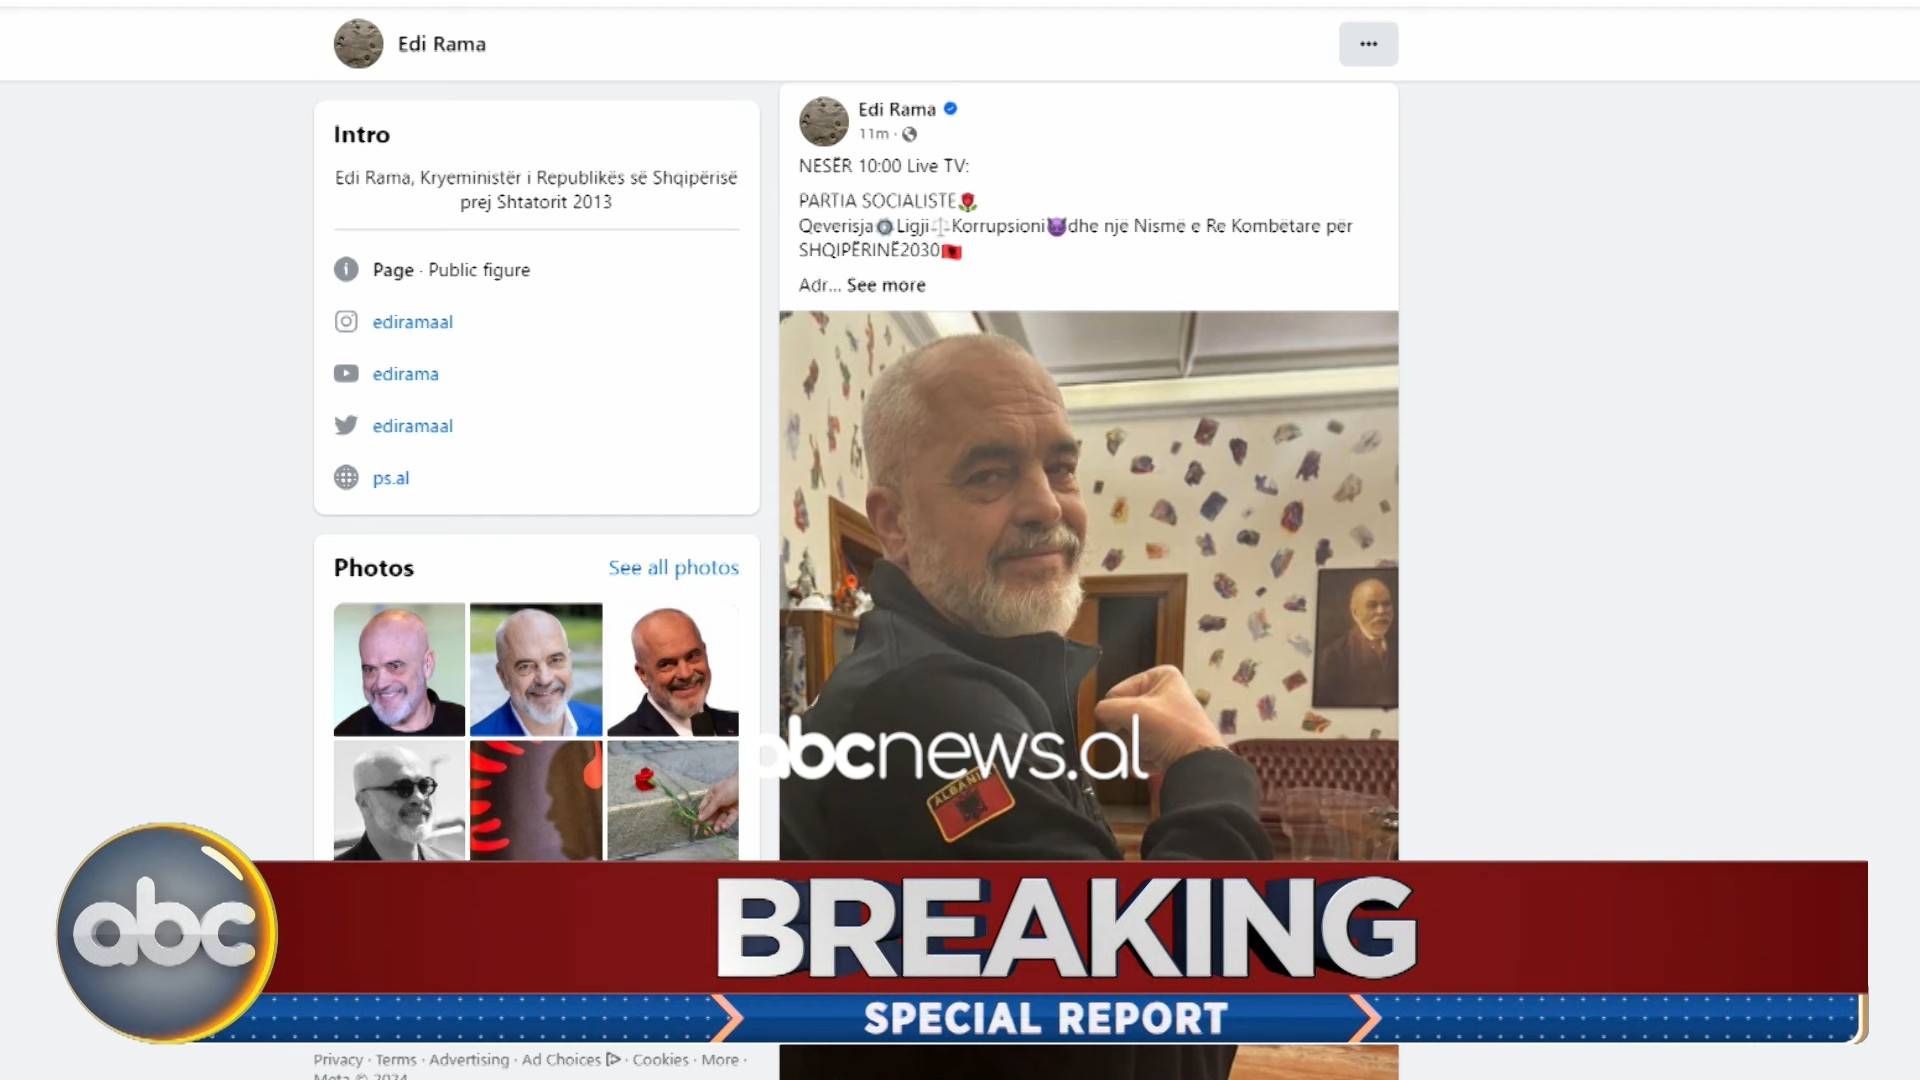 Edi Rama
Intro
Edi Rama, Kryeministër i Republikës së Shqipërisë
prej Shtatorit 2013
Page · Public figure
ediramaal
edirama
ediramaal
ps.al
Photos
See all photos
Edi Rama
11m ·
NESËR 10:00 Live TV:
PARTIA SOCIALISTE🌹
Qeverisja⚙️Ligji⚖️Korrupsioni😈dhe një Nismë e Re Kombëtare për
SHQIPËRINË2030🇦🇱
Adr... See more
abcnews.al
ALBANIA
abc
BREAKING
SPECIAL REPORT
Privacy · Terms · Advertising · Ad Choices · Cookies · More ·
Meta © 2024